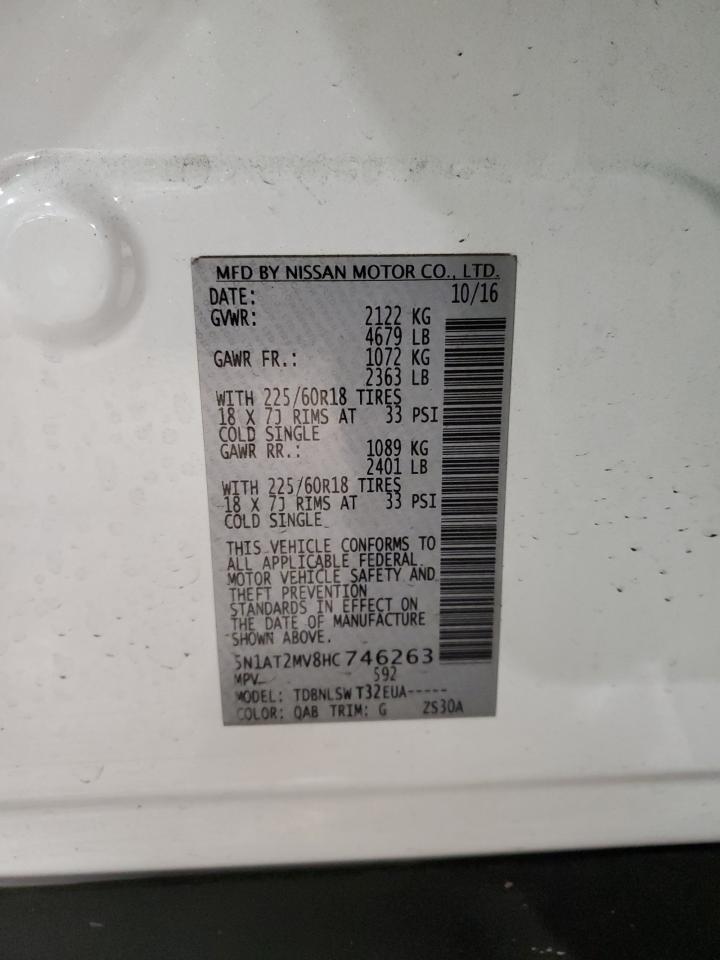 MFD BY NISSAN MOTOR CO., LTD.
DATE: 10/16
GVWR: 2122 KG
4679 LB
GAWR FR.: 1072 KG
2363 LB
WITH 225/60R18 TIRES
18 X 7J RIMS AT 33 PSI
COLD SINGLE
GAWR RR.: 1089 KG
2401 LB
WITH 225/60R18 TIRES
18 X 7J RIMS AT 33 PSI
COLD SINGLE
THIS VEHICLE CONFORMS TO
ALL APPLICABLE FEDERAL
MOTOR VEHICLE SAFETY AND
THEFT PREVENTION
STANDARDS IN EFFECT ON
THE DATE OF MANUFACTURE
SHOWN ABOVE.
5N1AT2MV8HC746263
MPV 592
MODEL: TDBNLSW T32EUA-----
COLOR: QAB TRIM: G ZS30A